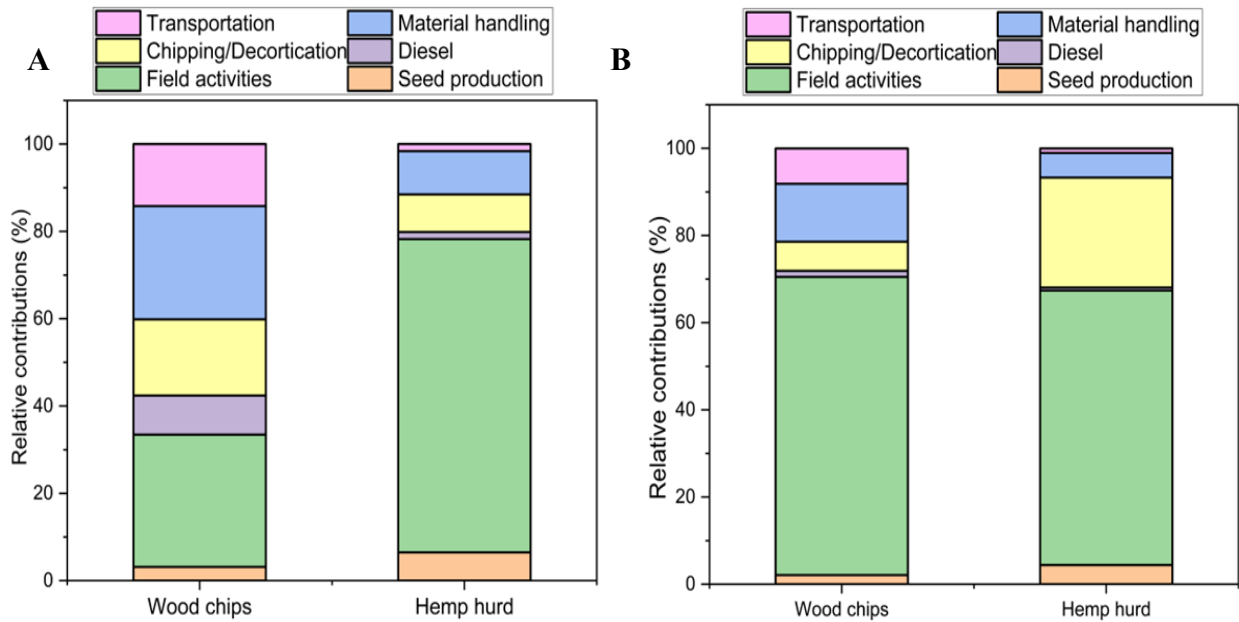 A
Transportation Material handling
Chipping/Decortication Diesel
Field activities Seed production
Relative contributions (%)
100
80
60
40
20
0
Wood chips Hemp hurd
B
Transportation Material handling
Chipping/Decortication Diesel
Field activities Seed production
Relative contributions (%)
100
80
60
40
20
0
Wood chips Hemp hurd